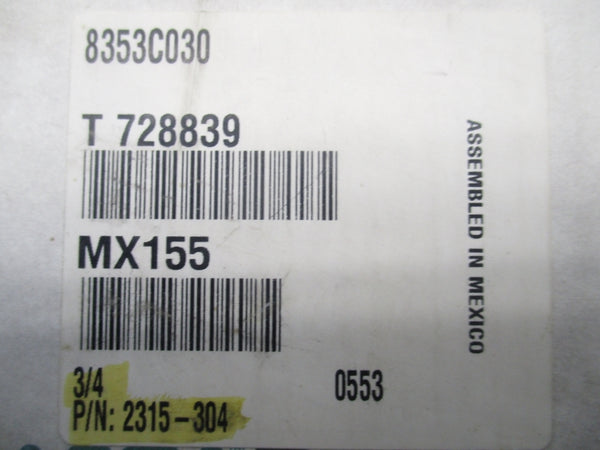 8353C030
T 728839
MX155
3/4
P/N: 2315-304
0553
ASSEMBLED IN MEXICO